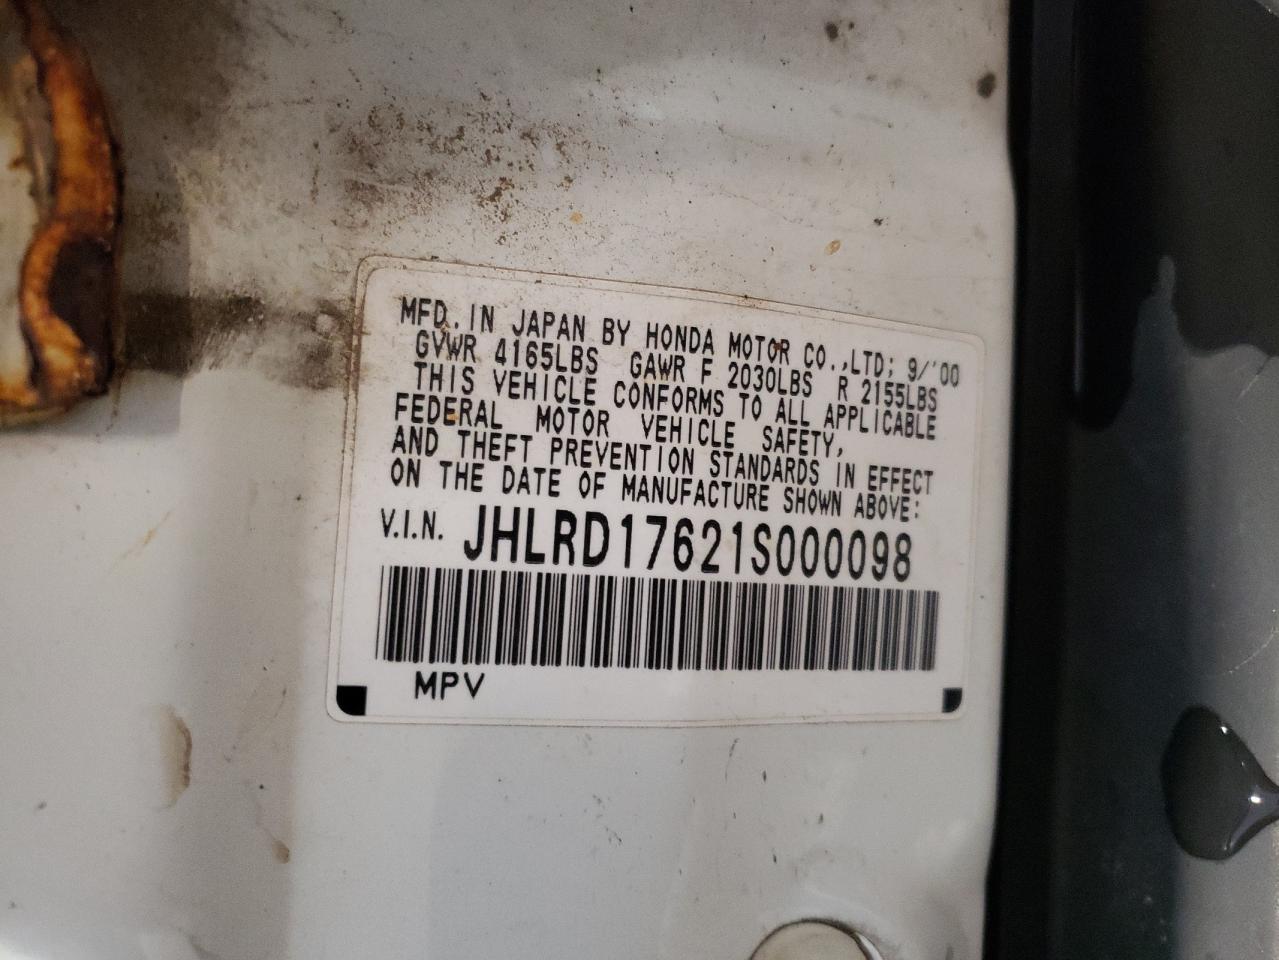 MFD. IN JAPAN BY HONDA MOTOR CO.,LTD; 9/'00
GVWR 4165LBS GAWR F 2030LBS R 2155LBS
THIS VEHICLE CONFORMS TO ALL APPLICABLE
FEDERAL MOTOR VEHICLE SAFETY,
AND THEFT PREVENTION STANDARDS IN EFFECT
ON THE DATE OF MANUFACTURE SHOWN ABOVE:
V.I.N. JHLRD17621S000098
MPV